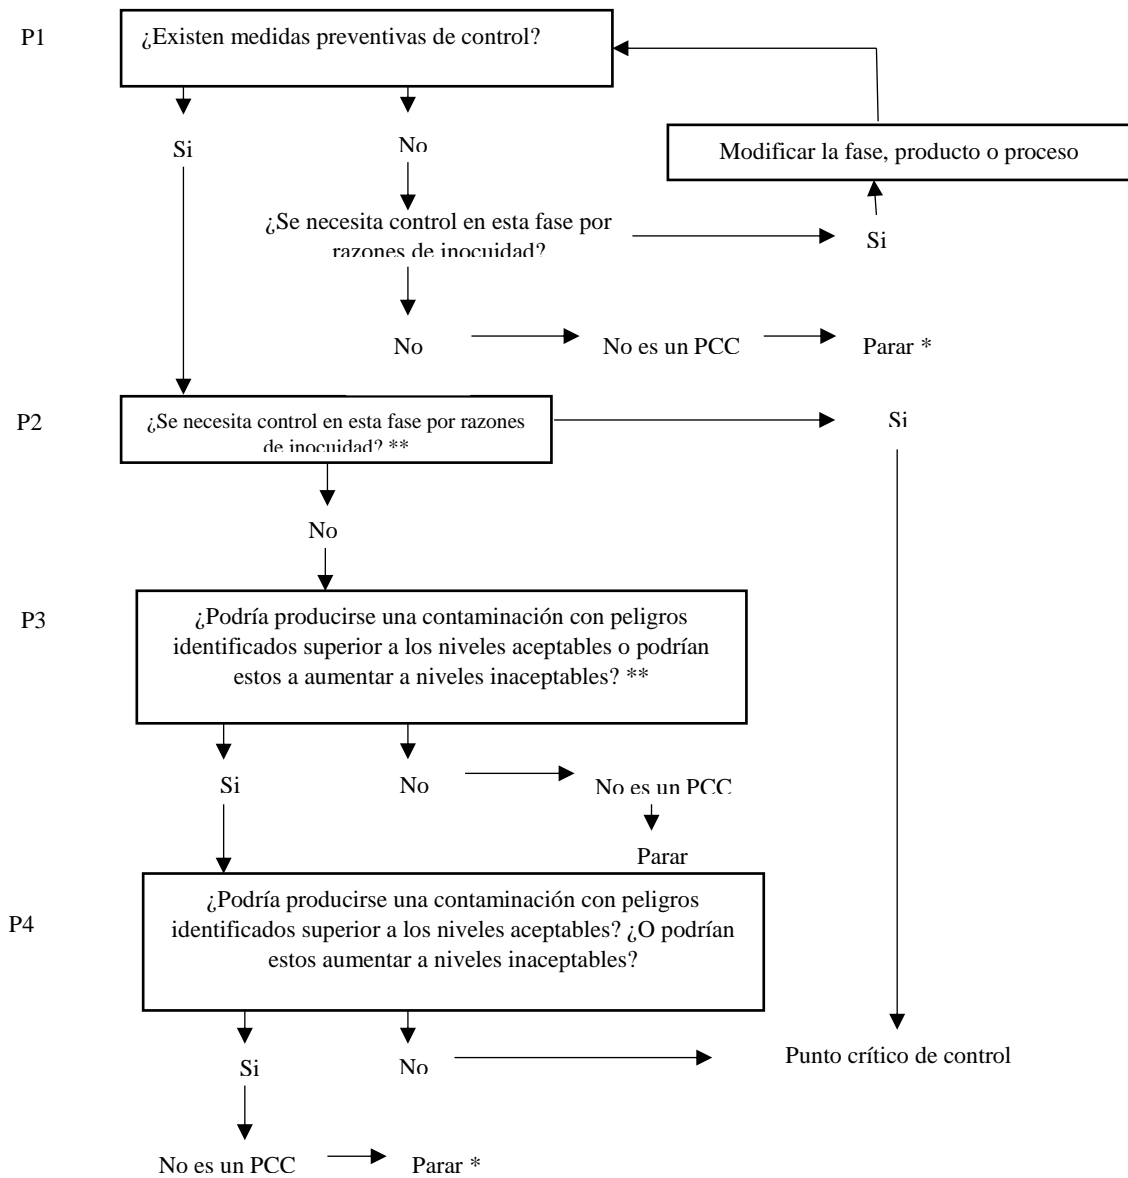 P1
¿Existen medidas preventivas de control?
Si
No
Modificar la fase, producto o proceso
¿Se necesita control en esta fase por
razones de inocuidad?
Si
No
No es un PCC
Parar *
P2
¿Se necesita control en esta fase por razones
de inocuidad? **
Si
No
P3
¿Podría producirse una contaminación con peligros
identificados superior a los niveles aceptables o podrían
estos a aumentar a niveles inaceptables? **
Si
No
No es un PCC
Parar
P4
¿Podría producirse una contaminación con peligros
identificados superior a los niveles aceptables? ¿O podrían
estos aumentar a niveles inaceptables?
Si
No
Punto crítico de control
No es un PCC
Parar *